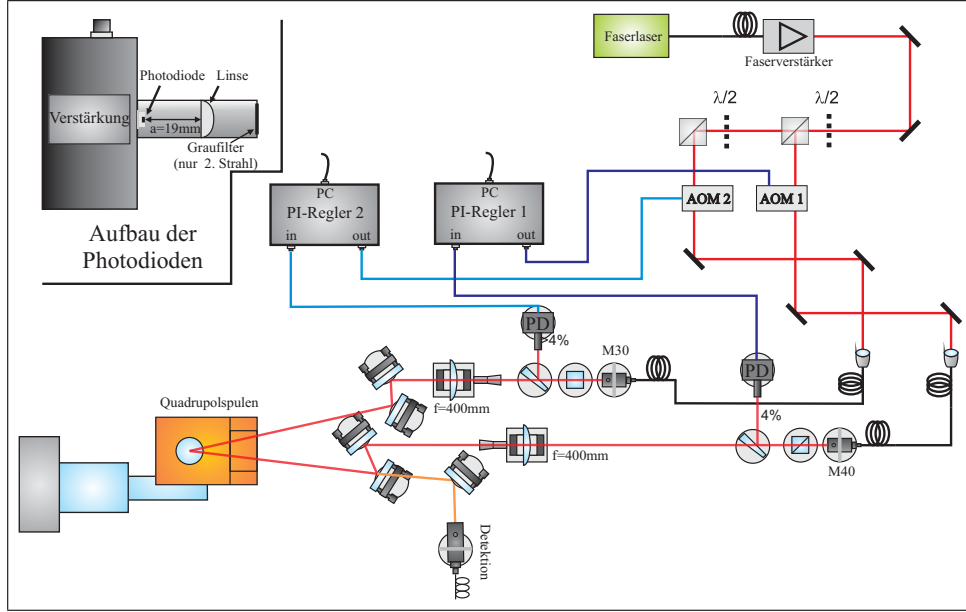 Faserlaser
Faserverstärker
Photodiode
Linse
Verstärkung
a=19mm
Graufilter
(nur 2. Strahl)
Aufbau der
Photodioden
λ/2
λ/2
PC
PI-Regler 2
in
out
PC
PI-Regler 1
in
out
AOM 2
AOM 1
PD
4%
M30
f=400mm
PD
4%
Quadrupolspulen
f=400mm
M40
Detektion